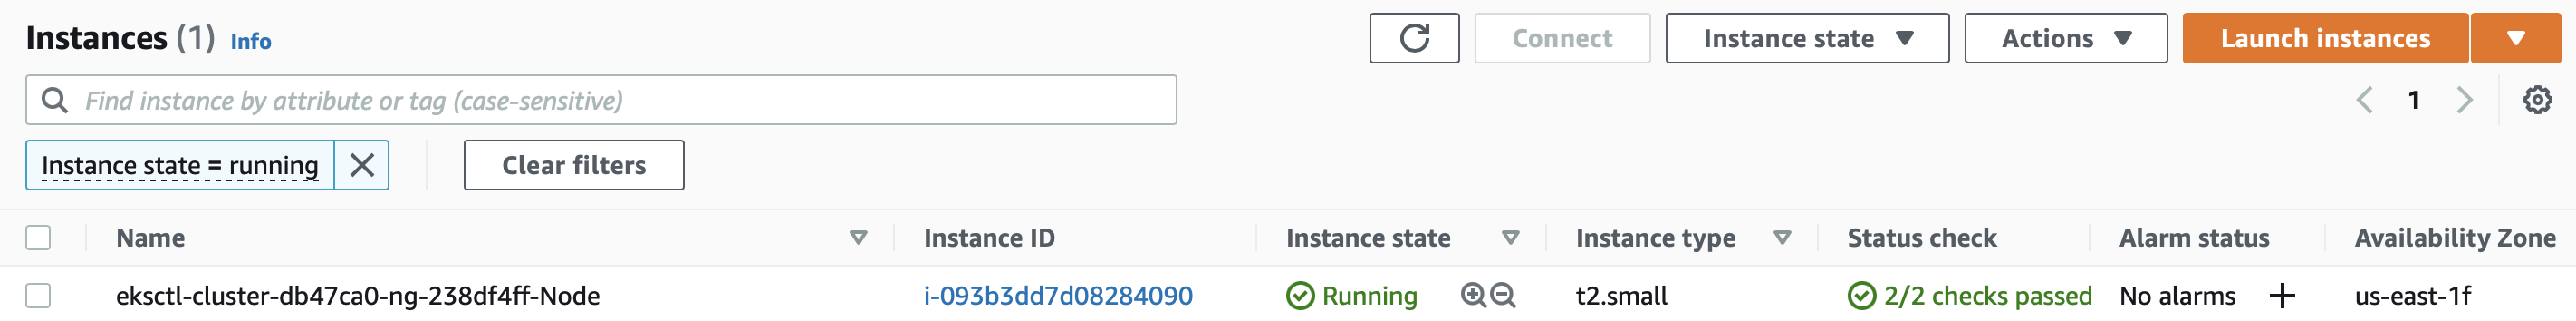 Instances (1) Info
Connect
Instance state
Actions
Launch instances
Find instance by attribute or tag (case-sensitive)
1
Instance state = running
Clear filters
Name Instance ID Instance state Instance type Status check Alarm status Availability Zone
eksctl-cluster-db47ca0-ng-238df4ff-Node i-093b3dd7d08284090 Running t2.small 2/2 checks passed No alarms us-east-1f